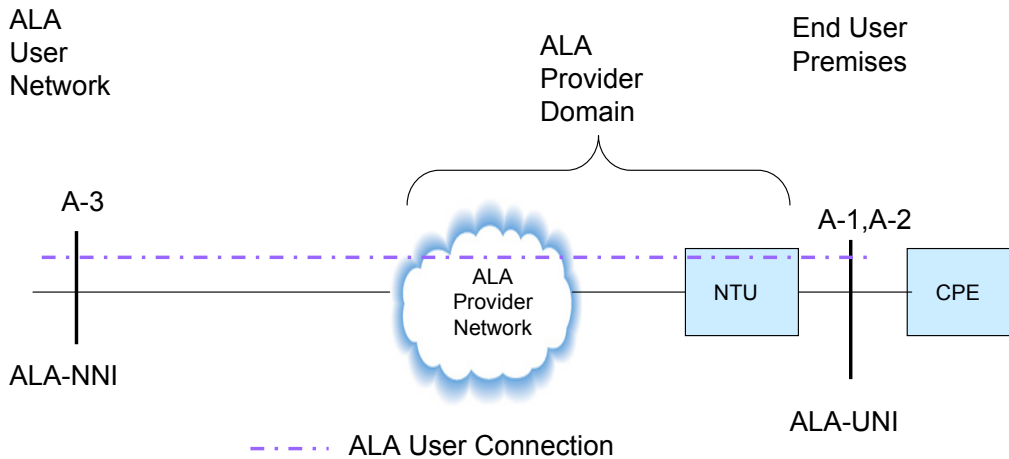 ALA
User
Network
ALA
Provider
Domain
End User
Premises
A-3
A-1,A-2
ALA
Provider
Network
NTU
CPE
ALA-NNI
ALA-UNI
ALA User Connection